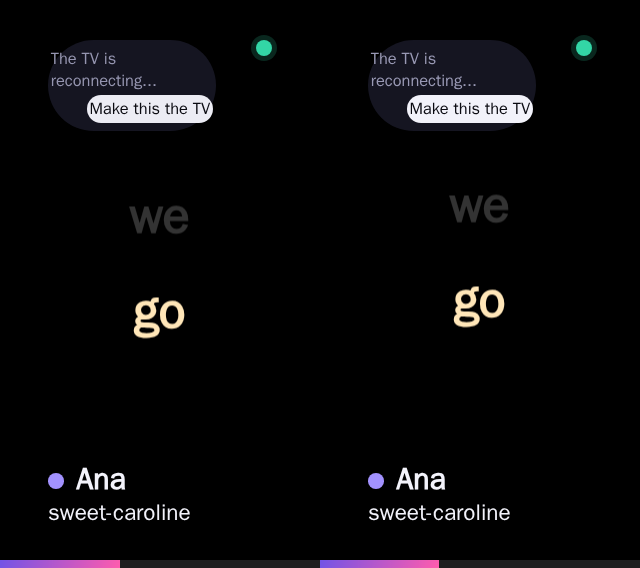 The TV is
reconnecting...
Make this the TV
we
go
Ana
sweet-caroline
The TV is
reconnecting...
Make this the TV
we
go
Ana
sweet-caroline